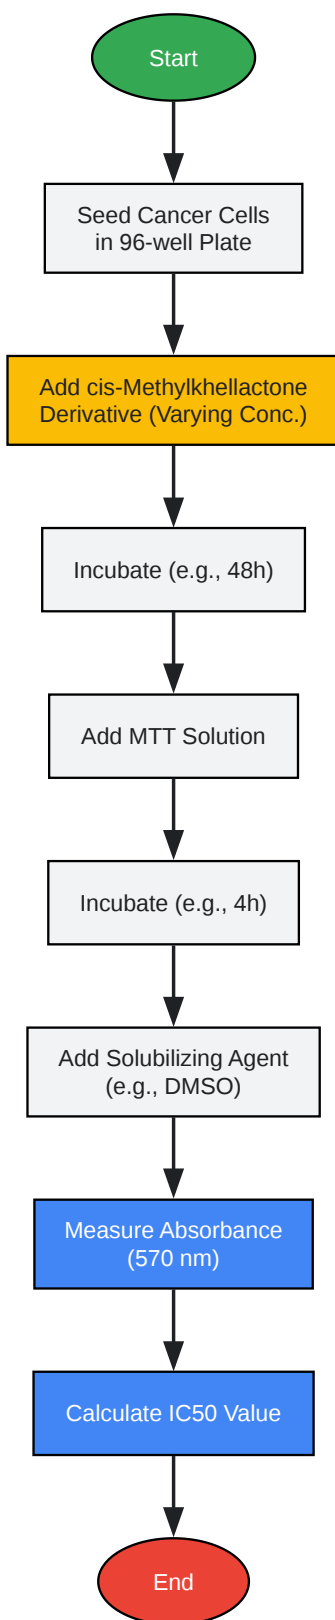 Start
Seed Cancer Cells
in 96-well Plate
Add cis-Methylkhellactone
Derivative (Varying Conc.)
Incubate (e.g., 48h)
Add MTT Solution
Incubate (e.g., 4h)
Add Solubilizing Agent
(e.g., DMSO)
Measure Absorbance
(570 nm)
Calculate IC50 Value
End